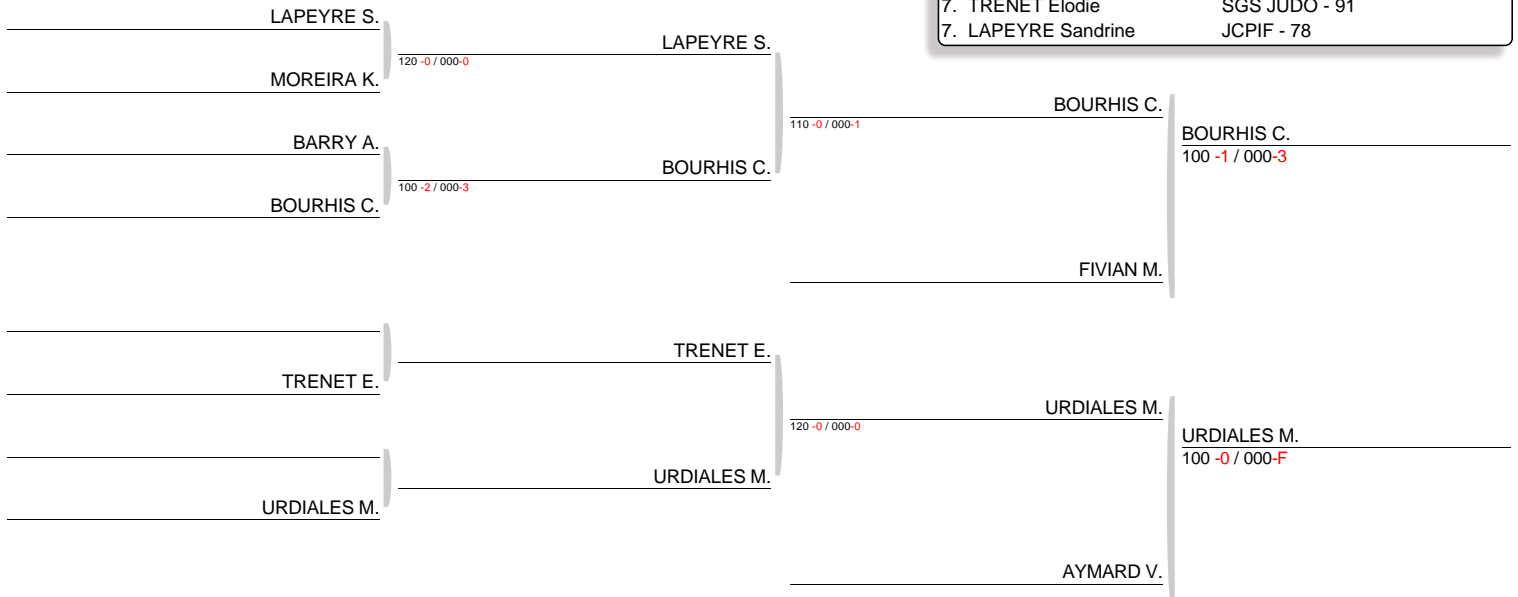 7. TRENET Elodie SGS JUDO - 91
7. LAPEYRE Sandrine JCPIF - 78
LAPEYRE S.
MOREIRA K.
BARRY A.
BOURHIS C.
TRENET E.
URDIALES M.
LAPEYRE S.
120 -0 / 000-0
BOURHIS C.
100 -2 / 000-3
TRENET E.
URDIALES M.
BOURHIS C.
110 -0 / 000-1
FIVIAN M.
URDIALES M.
120 -0 / 000-0
AYMARD V.
BOURHIS C.
100 -1 / 000-3
URDIALES M.
100 -0 / 000-F